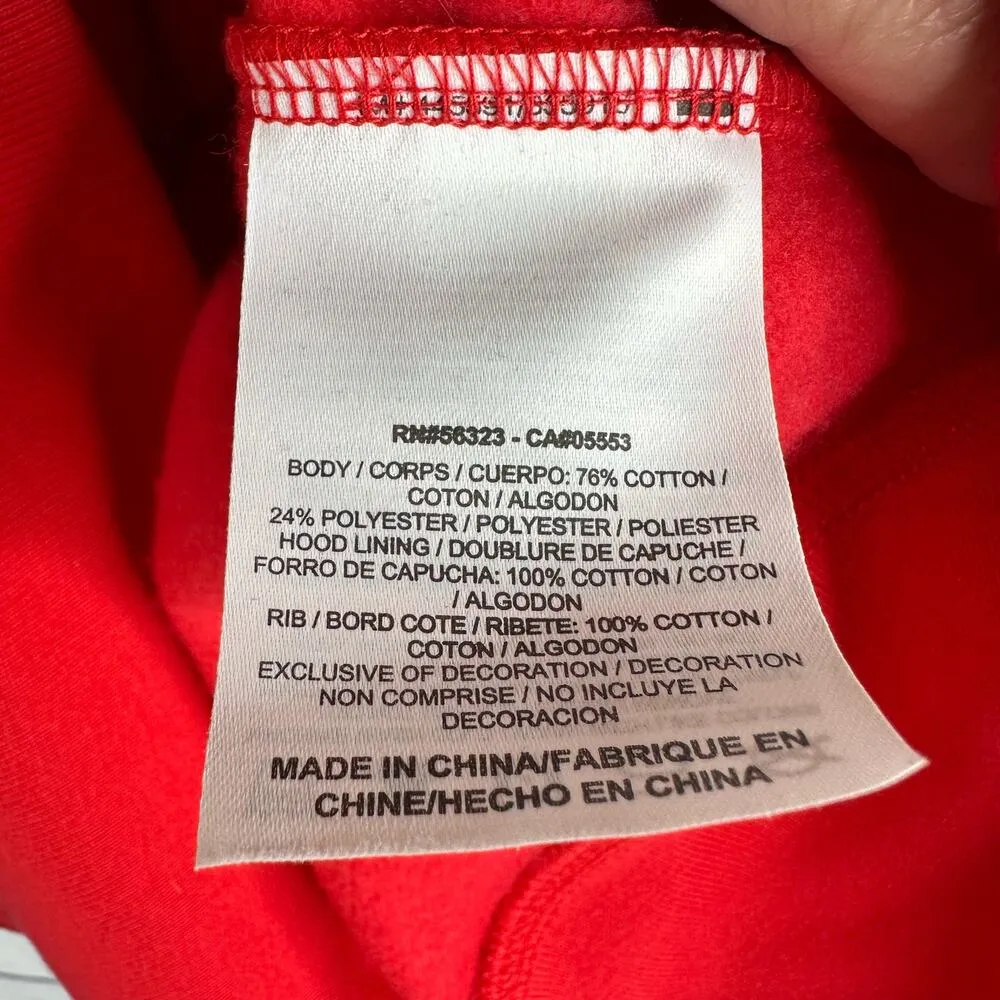 RN#56323 - CA#05553
BODY / CORPS / CUERPO: 76% COTTON /
COTON / ALGODON
24% POLYESTER / POLYESTER / POLIESTER
HOOD LINING / DOUBLURE DE CAPUCHE /
FORRO DE CAPUCHA: 100% COTTON / COTON
/ ALGODON
RIB / BORD COTE / RIBETE: 100% COTTON /
COTON / ALGODON
EXCLUSIVE OF DECORATION / DECORATION
NON COMPRISE / NO INCLUYE LA
DECORACION
MADE IN CHINA/FABRIQUE EN
CHINE/HECHO EN CHINA